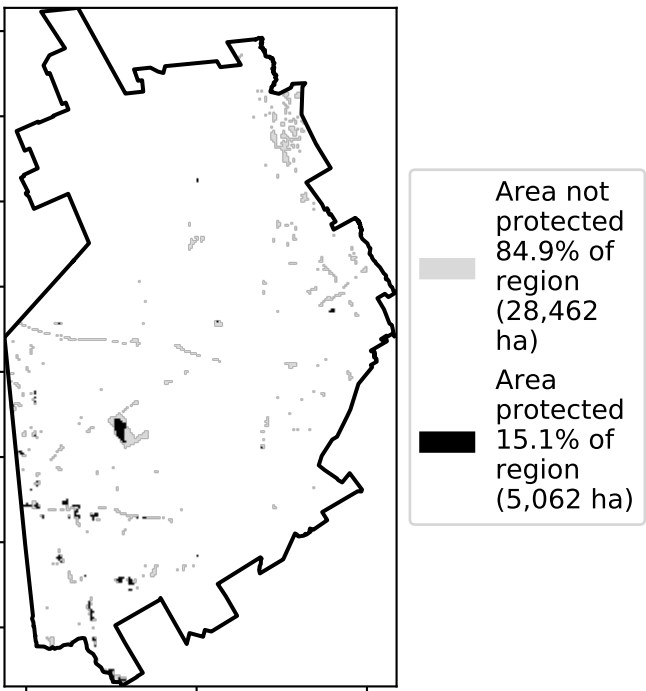 Area not
protected
84.9% of
region
(28,462
ha)
Area
protected
15.1% of
region
(5,062 ha)